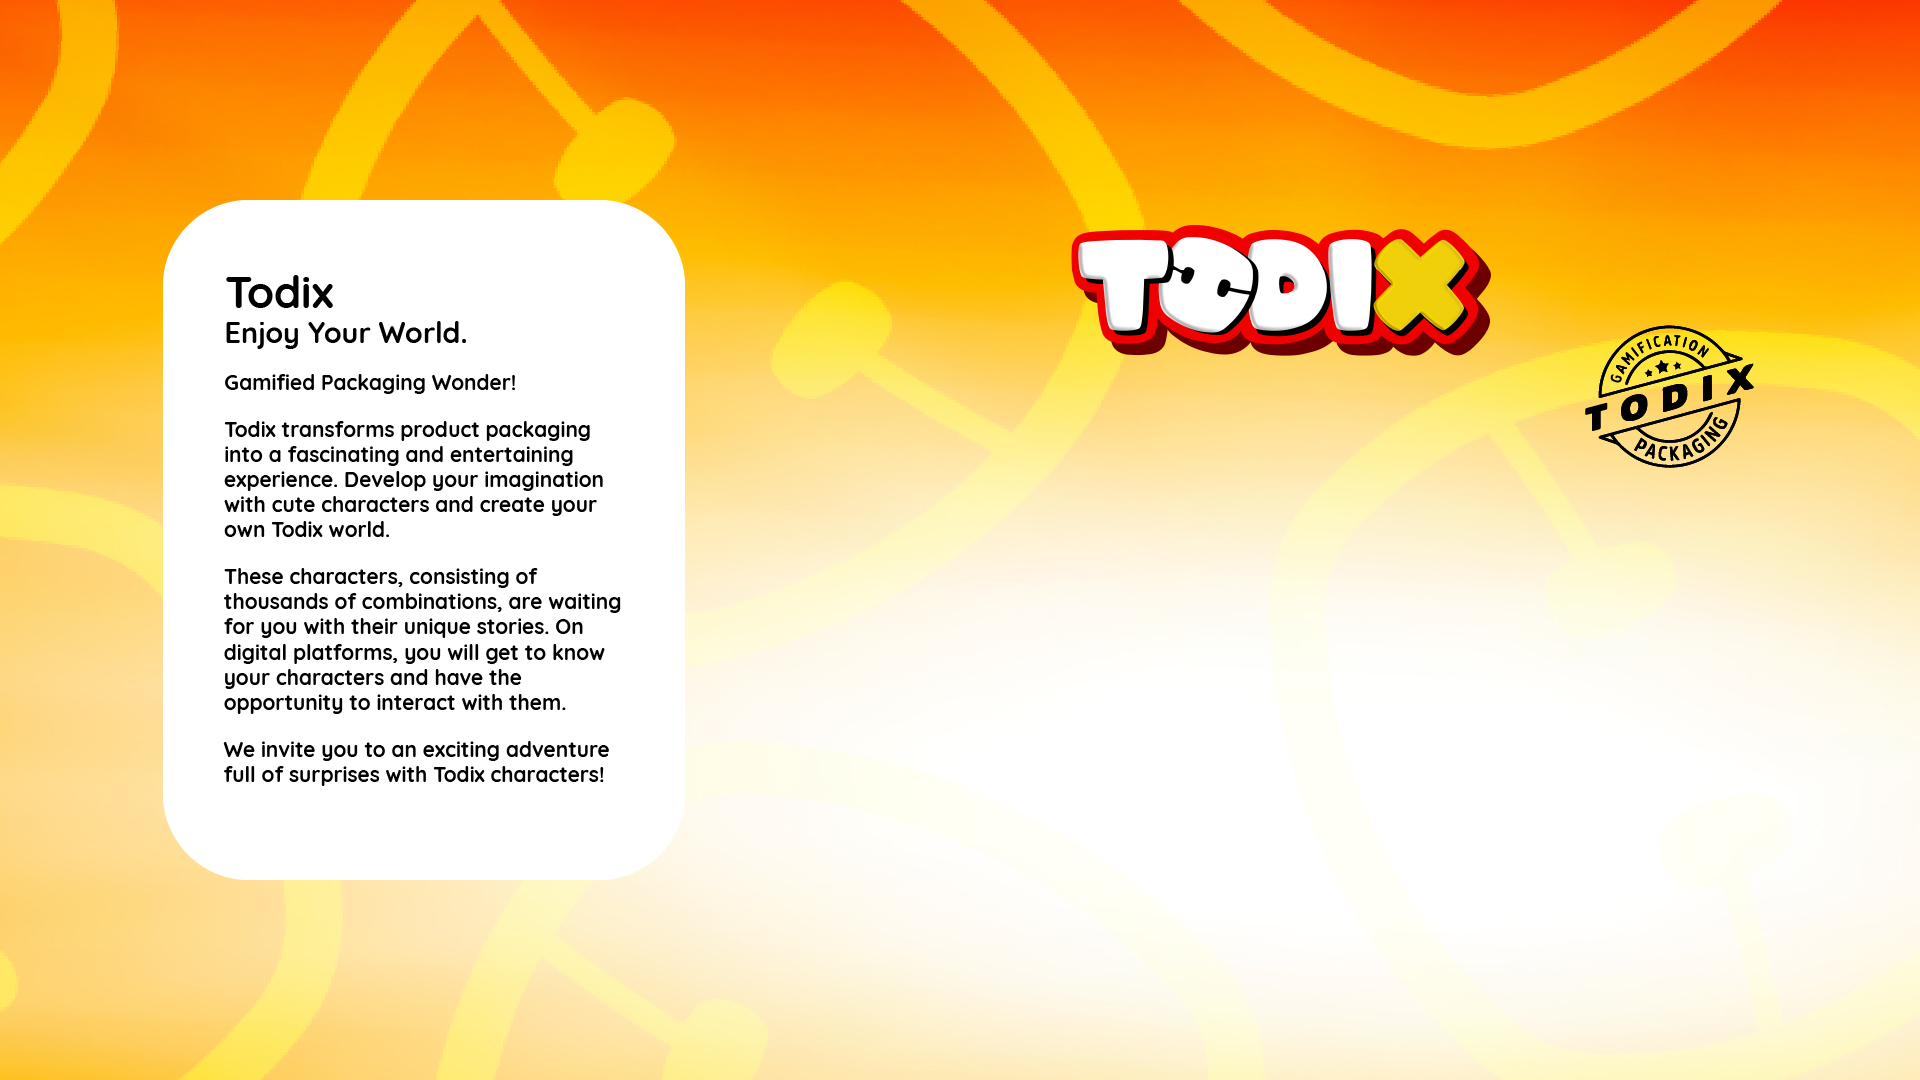 Todix
Enjoy Your World.
Gamified Packaging Wonder!
Todix transforms product packaging
into a fascinating and entertaining
experience. Develop your imagination
with cute characters and create your
own Todix world.
These characters, consisting of
thousands of combinations, are waiting
for you with their unique stories. On
digital platforms, you will get to know
your characters and have the
opportunity to interact with them.
We invite you to an exciting adventure
full of surprises with Todix characters!
TODIX
GAMIFICATION
TODIX
PACKAGING